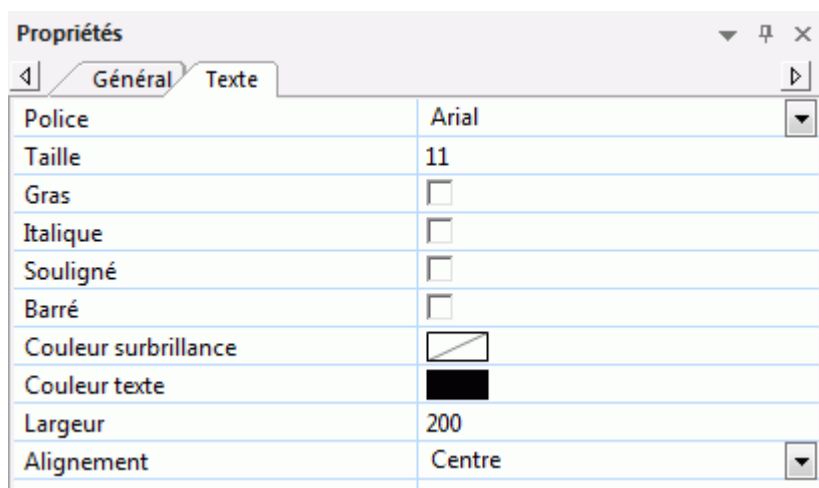 Propriétés
Général Texte
Police Arial
Taille 11
Gras
Italique
Souligné
Barré
Couleur surbrillance
Couleur texte
Largeur 200
Alignement Centre